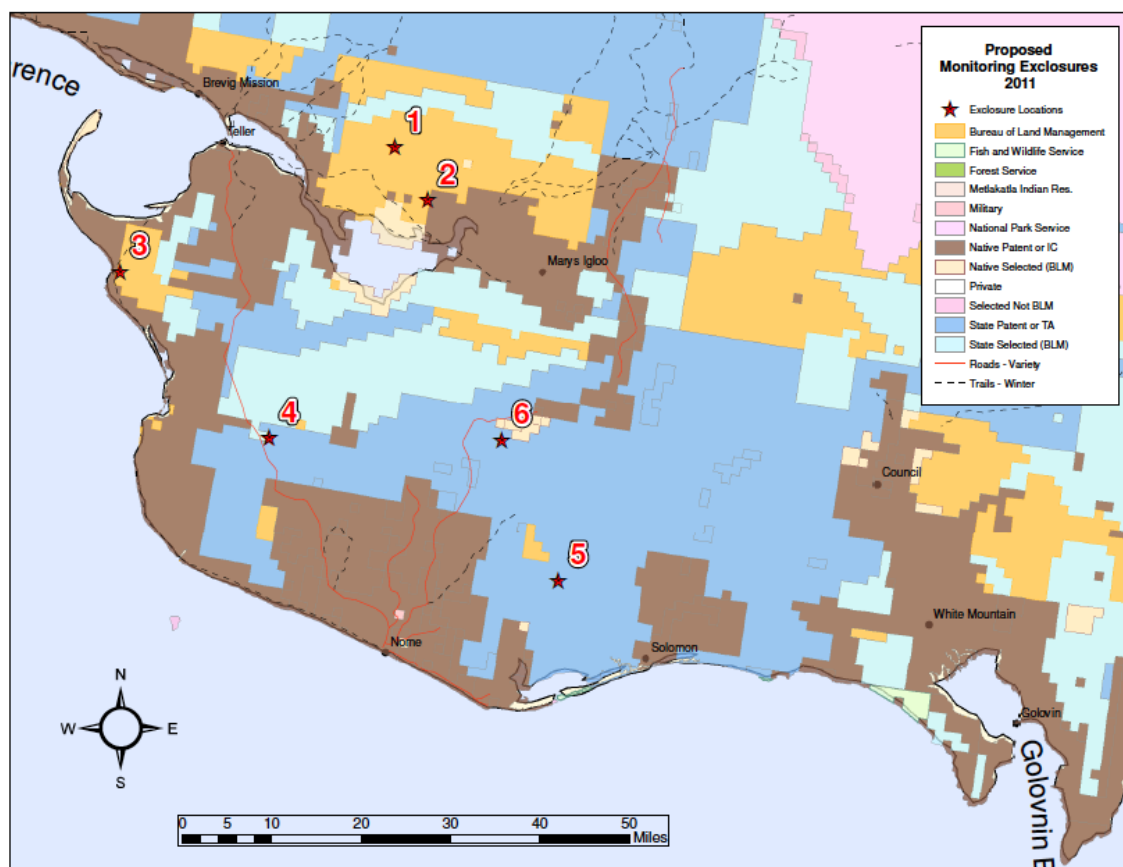 Proposed
Monitoring Exclosures
2011
Exclosure Locations
Bureau of Land Management
Fish and Wildlife Service
Forest Service
Metlakatla Indian Res.
Military
National Park Service
Native Patent or IC
Native Selected (BLM)
Private
Selected Not BLM
State Patent or TA
State Selected (BLM)
Roads - Variety
Trails - Winter
rence
Brevig Mission
Teller
1
2
3
Marys Igloo
4
6
Council
5
White Mountain
Nome
Solomon
Golovin
Golovnin B
N
W
E
S
0 5 10 20 30 40 50
Miles